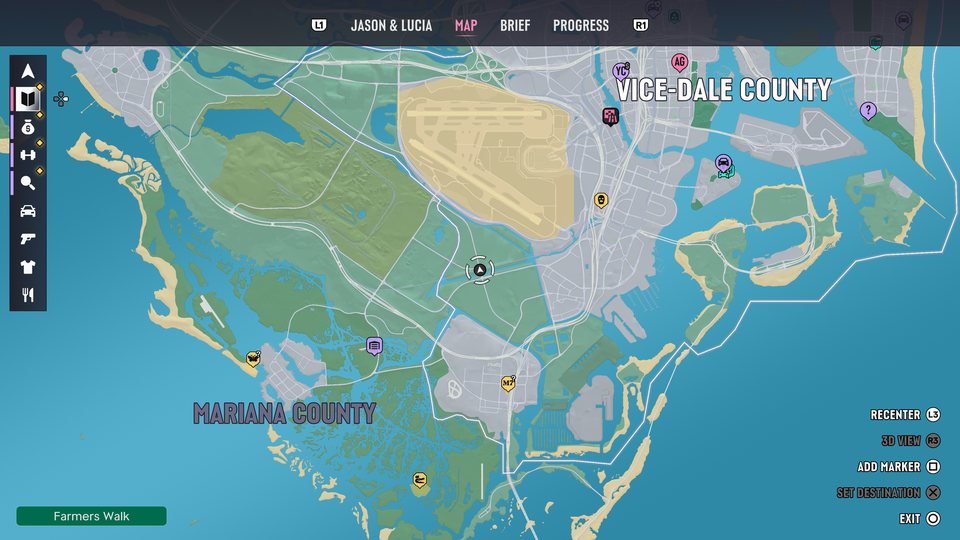 L1 JASON & LUCIA MAP BRIEF PROGRESS R1
YC
AG
VICE-DALE COUNTY
?
$
M7
MARIANA COUNTY
RECENTER L3
3D VIEW R3
ADD MARKER
SET DESTINATION
EXIT
Farmers Walk